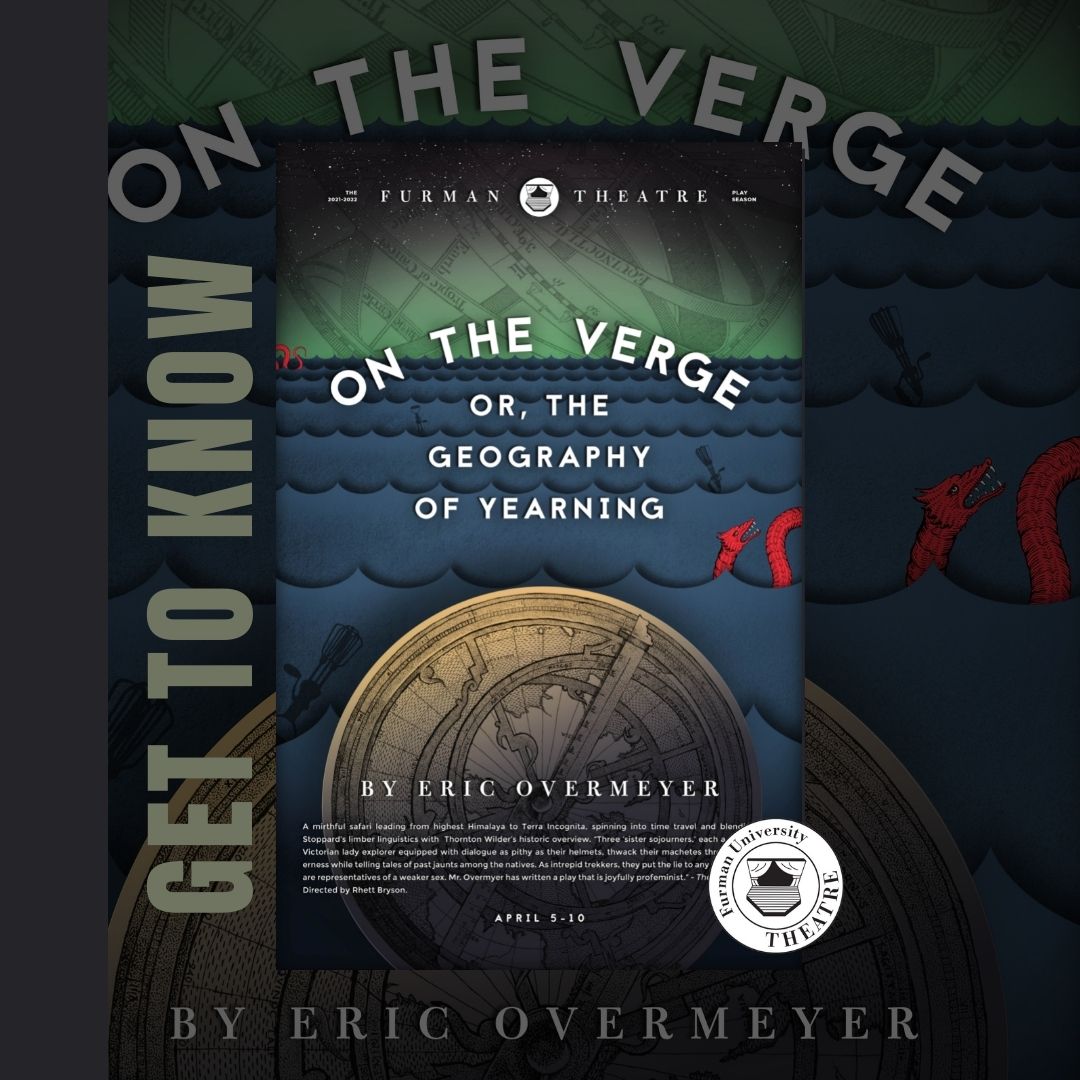 ON THE VERGE
GET TO KNOW
THE
2021-2022
FURMAN THEATRE
PLAY
SEASON
ON THE VERGE
OR, THE
GEOGRAPHY
OF YEARNING
BY ERIC OVERMEYER
A mirthful safari leading from highest Himalaya to Terra Incognita, spinning into time travel and
Stoppard's limber linguistics with Thornton Wilder's historic overview. "Three 'sister sojourners,' each a
Victorian lady explorer equipped with dialogue as pithy as their helmets, thwack their machetes
erness while telling tales of past jaunts among the natives. As intrepid trekkers, they put the lie to any
are representatives of a weaker sex. Mr. Overmyer has written a play that is joyfully profeminist." -
Directed by Rhett Bryson.
APRIL 5-10
Furman University
THEATRE
BY ERIC OVERMEYER